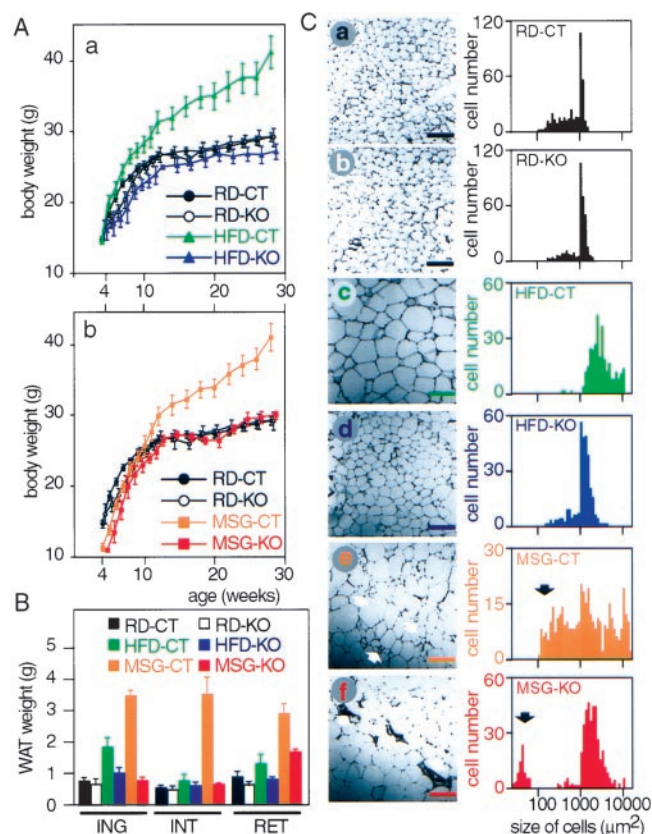 A
a
body weight (g)
40
30
20
10
4
10
20
30
RD-CT
RD-KO
HFD-CT
HFD-KO
b
body weight (g)
40
30
20
10
4
10
20
30
RD-CT
RD-KO
MSG-CT
MSG-KO
age (weeks)
B
RD-CT RD-KO
HFD-CT HFD-KO
MSG-CT MSG-KO
WAT weight (g)
5
4
3
2
1
0
ING INT RET
C
a
cell number
120
60
0
RD-CT
b
cell number
120
60
0
RD-KO
c
cell number
60
30
0
HFD-CT
d
cell number
60
30
0
HFD-KO
e
cell number
30
15
0
MSG-CT
f
cell number
60
30
0
MSG-KO
100 1000 10000
size of cells (μm²)